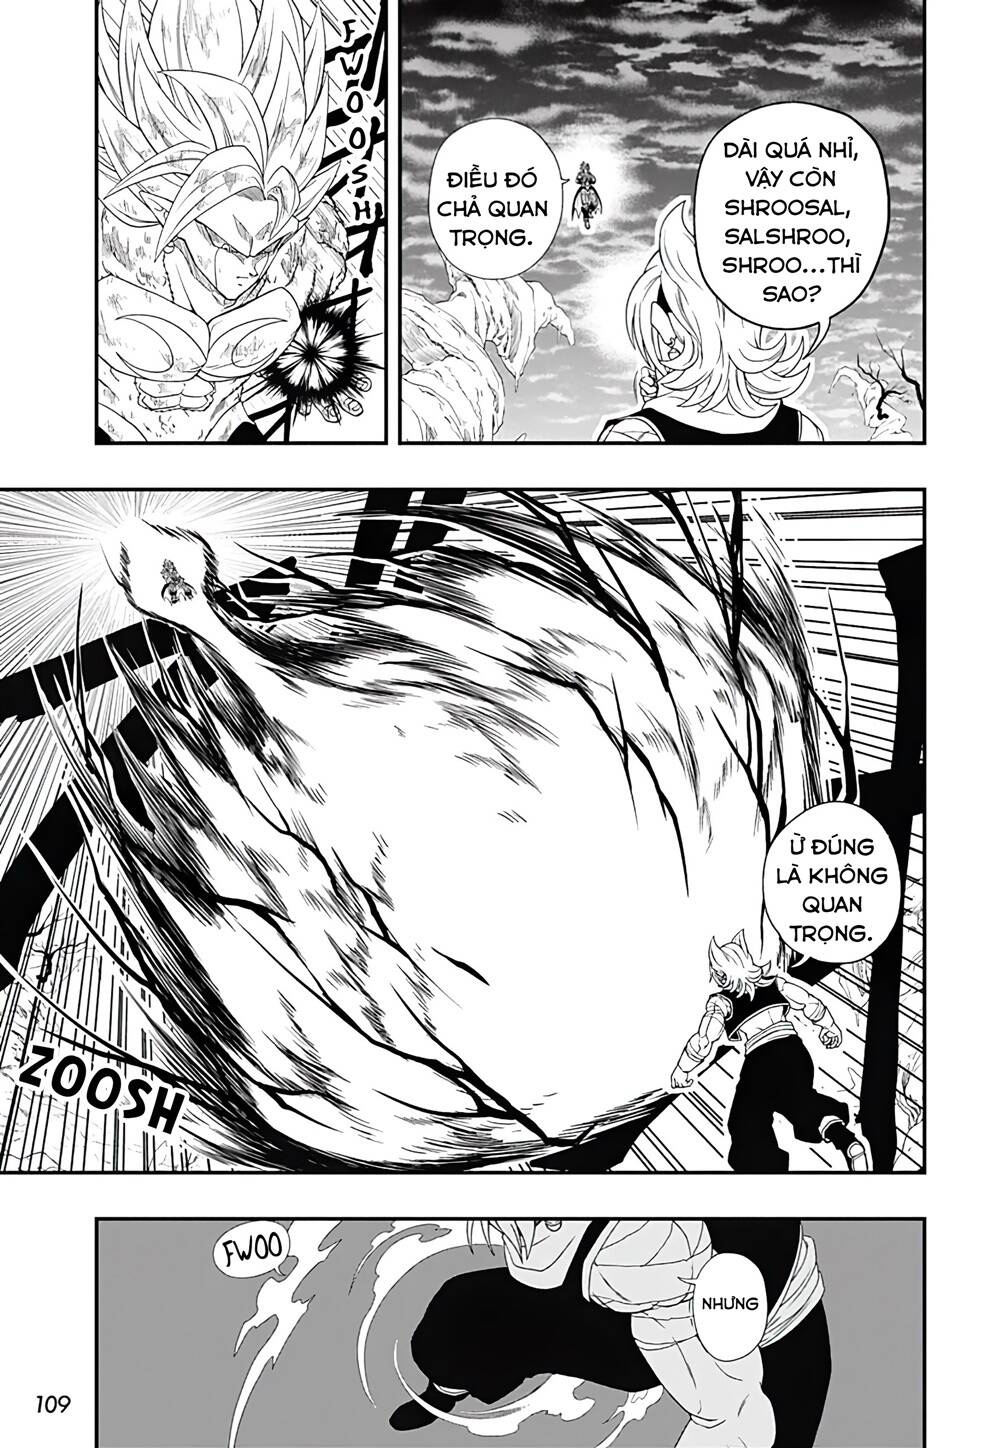 DÀI QUÁ NHỈ,
VẬY CÒN
SHROOSAL,
SALSHROO,
SHROO...THÌ
SAO?
ĐIỀU ĐÓ
CHẢ QUAN
TRỌNG.
FWOOSH
Ừ ĐÚNG
LÀ KHÔNG
QUAN
TRỌNG.
ZOOSH
NHƯNG
FWOO
109